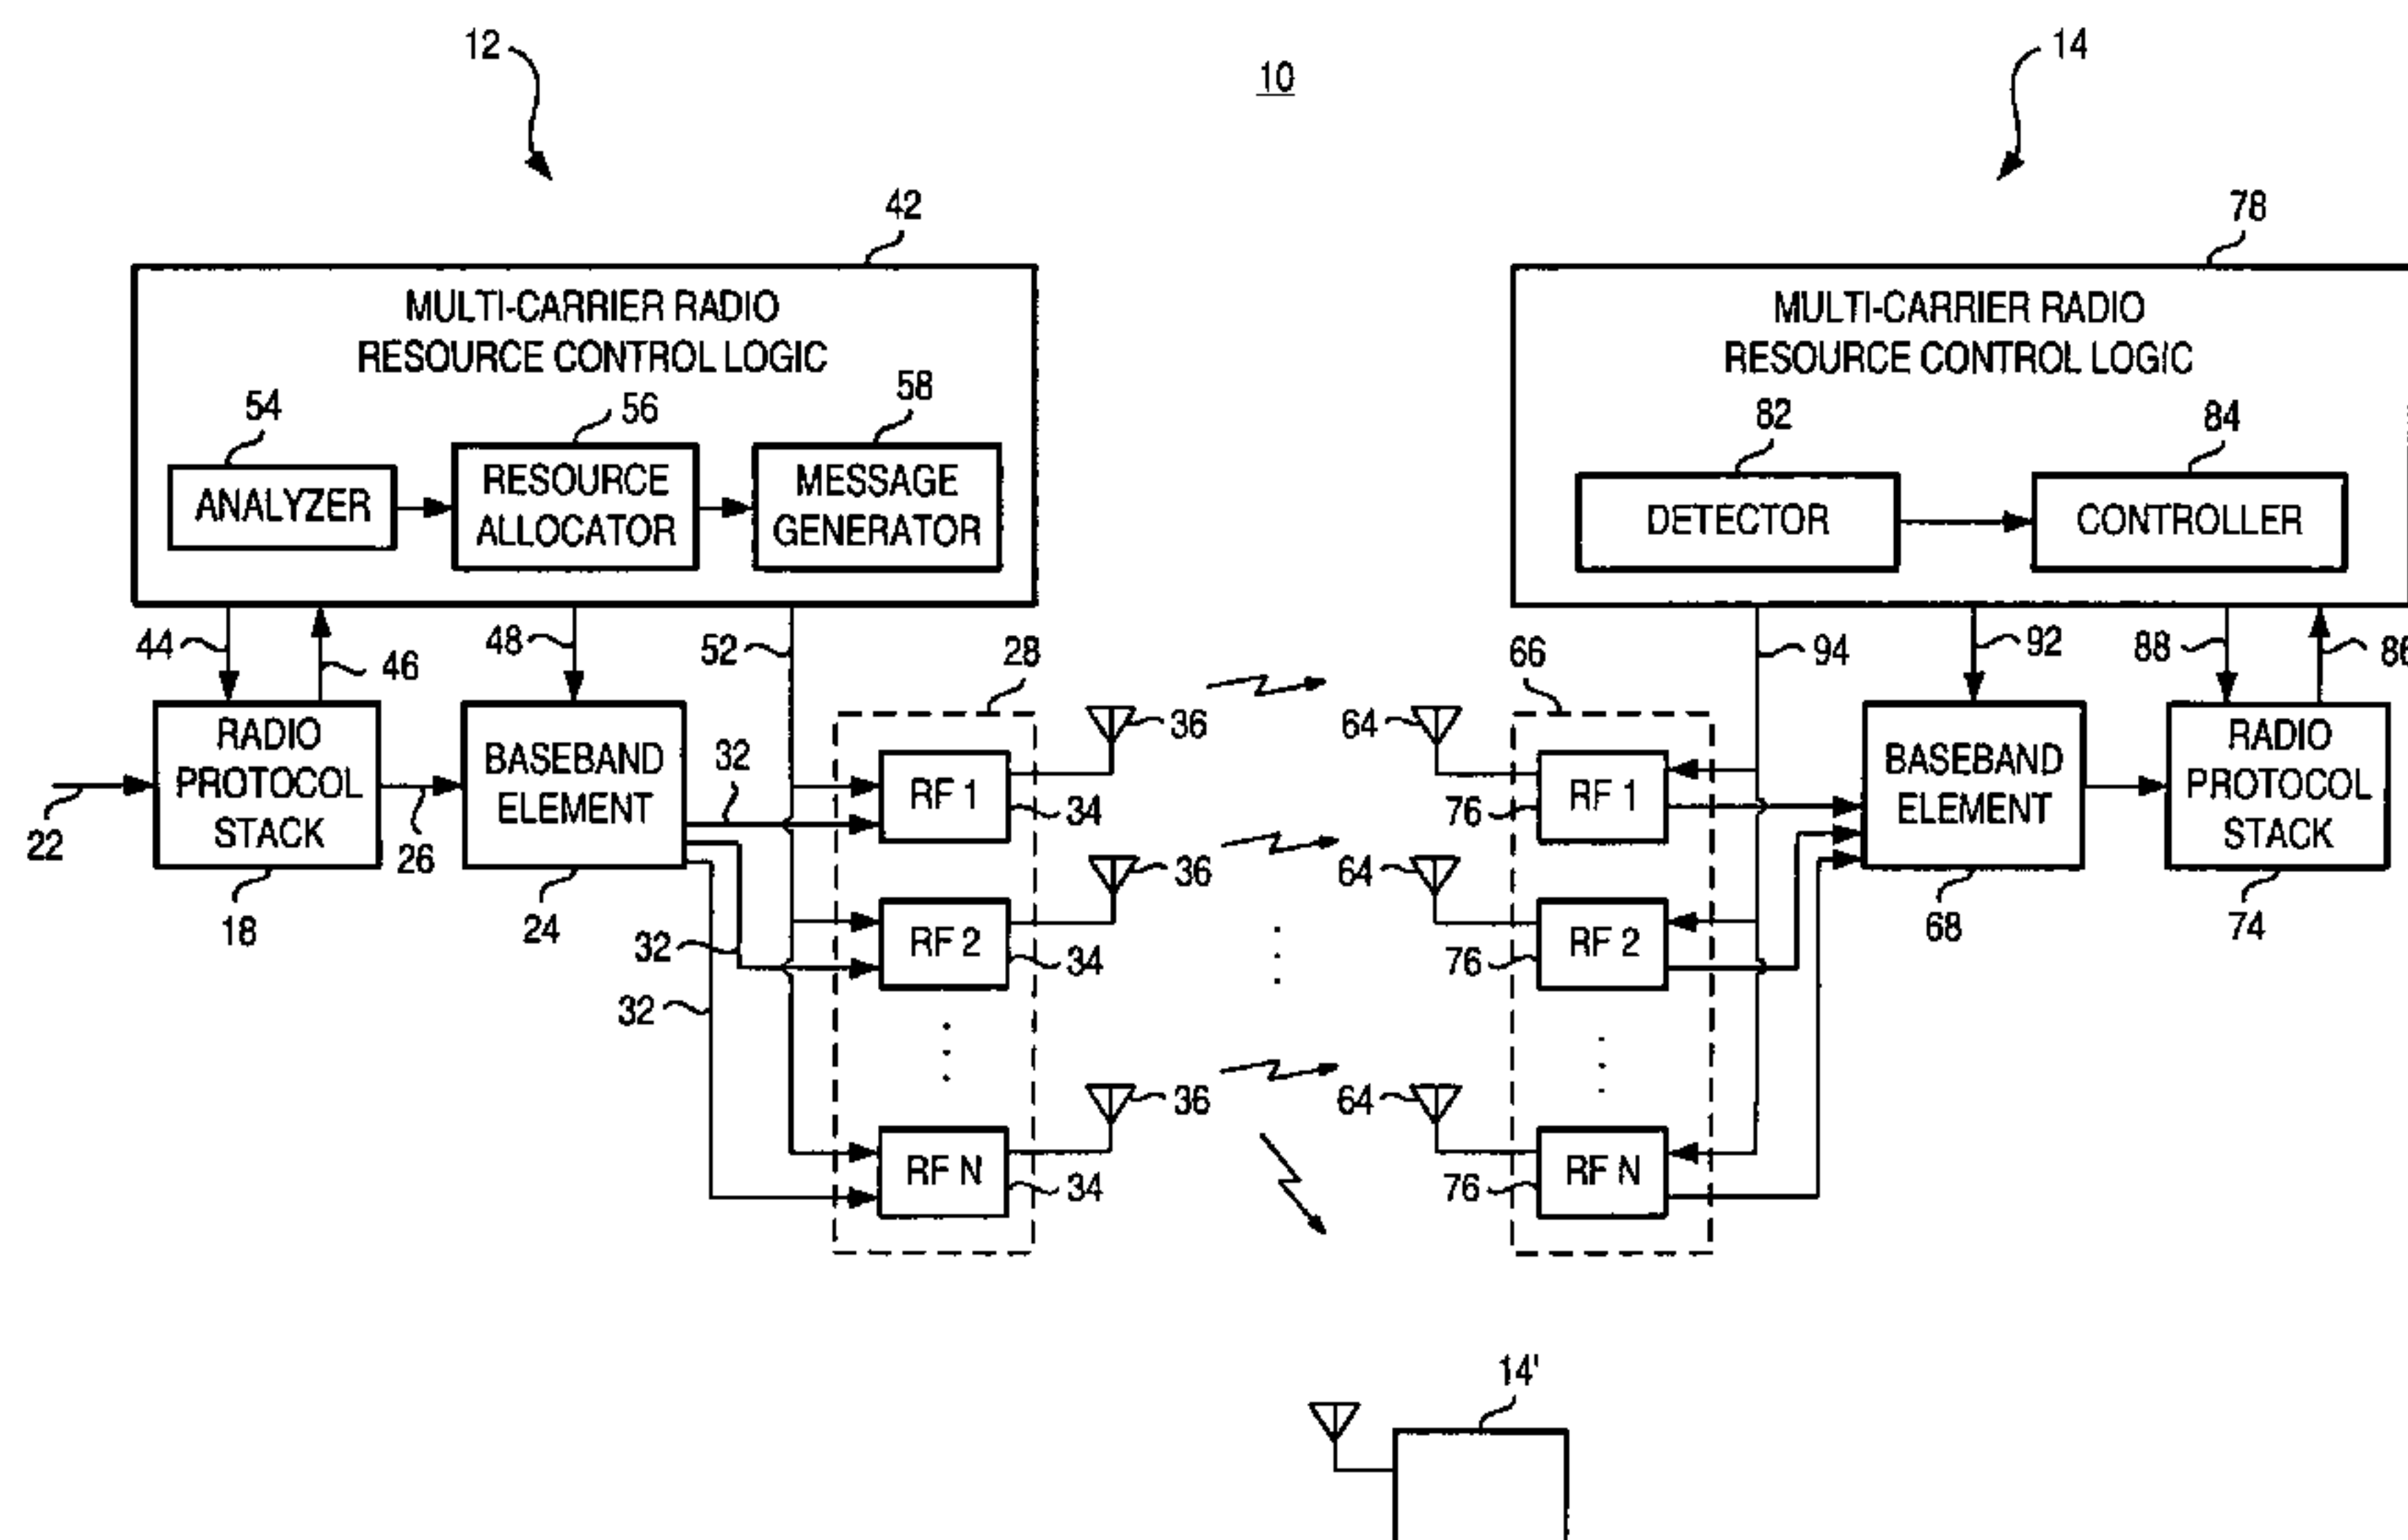 12
10
14
42
78
MULTI-CARRIER RADIO
RESOURCE CONTROL LOGIC
MULTI-CARRIER RADIO
RESOURCE CONTROL LOGIC
54
56
58
82
84
ANALYZER
RESOURCE
ALLOCATOR
MESSAGE
GENERATOR
DETECTOR
CONTROLLER
44
46
48
52
28
66
94
92
88
86
RADIO
PROTOCOL
STACK
BASEBAND
ELEMENT
32
RF 1
34
36
64
RF 1
76
BASEBAND
ELEMENT
RADIO
PROTOCOL
STACK
22
18
26
24
32
RF 2
34
36
64
RF 2
76
68
74
32
RF N
34
36
64
RF N
76
14'